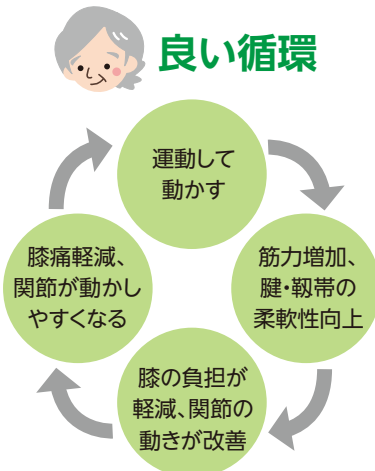 良い循環
運動して
動かす
筋力増加、
腱・靱帯の
柔軟性向上
膝の負担が
軽減、関節の
動きが改善
膝痛軽減、
関節が動かし
やすくなる